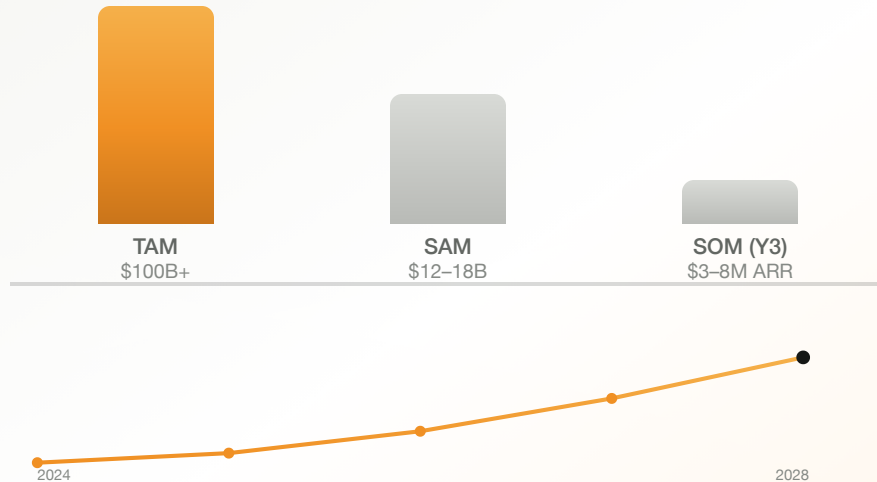 TAM
$100B+
SAM
$12–18B
SOM (Y3)
$3–8M ARR
2024
2028